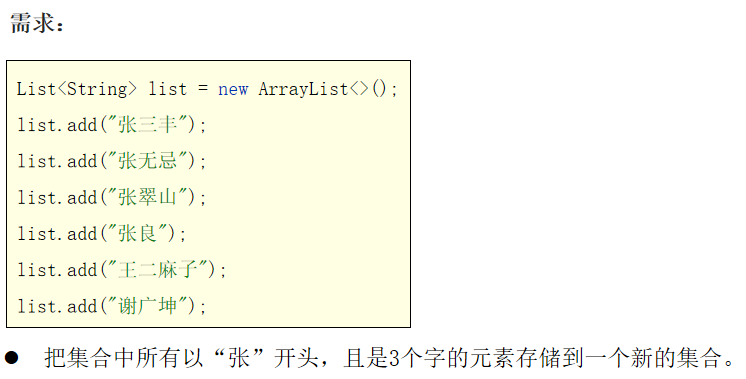 需求：
List<String> list = new ArrayList<>();
list.add("张三丰");
list.add("张无忌");
list.add("张翠山");
list.add("张良");
list.add("王二麻子");
list.add("谢广坤");
● 把集合中所有以“张”开头，且是3个字的元素存储到一个新的集合。